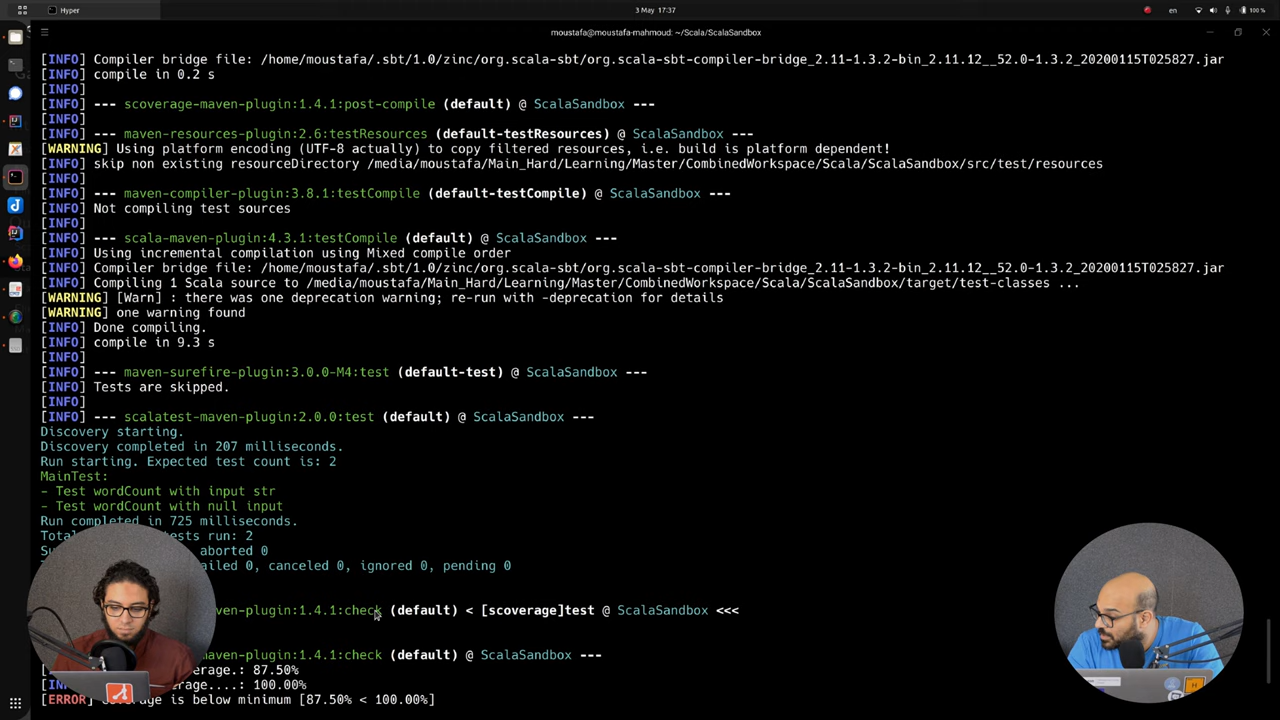 Hyper
3 May 17:37
en
100 %
moustafa@moustafa-mahmoud: ~/Scala/ScalaSandbox
[INFO] Compiler bridge file: /home/moustafa/.sbt/1.0/zinc/org.scala-sbt/org.scala-sbt-compiler-bridge_2.11-1.3.2-bin_2.11.12__52.0-1.3.2_20200115T025827.jar
[INFO] compile in 0.2 s
[INFO]
[INFO] --- scoverage-maven-plugin:1.4.1:post-compile (default) @ ScalaSandbox ---
[INFO]
[INFO] --- maven-resources-plugin:2.6:testResources (default-testResources) @ ScalaSandbox ---
[WARNING] Using platform encoding (UTF-8 actually) to copy filtered resources, i.e. build is platform dependent!
[INFO] skip non existing resourceDirectory /media/moustafa/Main_Hard/Learning/Master/CombinedWorkspace/Scala/ScalaSandbox/src/test/resources
[INFO]
[INFO] --- maven-compiler-plugin:3.8.1:testCompile (default-testCompile) @ ScalaSandbox ---
[INFO] Not compiling test sources
[INFO]
[INFO] --- scala-maven-plugin:4.3.1:testCompile (default) @ ScalaSandbox ---
[INFO] Using incremental compilation using Mixed compile order
[INFO] Compiler bridge file: /home/moustafa/.sbt/1.0/zinc/org.scala-sbt/org.scala-sbt-compiler-bridge_2.11-1.3.2-bin_2.11.12__52.0-1.3.2_20200115T025827.jar
[INFO] Compiling 1 Scala source to /media/moustafa/Main_Hard/Learning/Master/CombinedWorkspace/Scala/ScalaSandbox/target/test-classes ...
[WARNING] [Warn] : there was one deprecation warning; re-run with -deprecation for details
[WARNING] one warning found
[INFO] Done compiling.
[INFO] compile in 9.3 s
[INFO]
[INFO] --- maven-surefire-plugin:3.0.0-M4:test (default-test) @ ScalaSandbox ---
[INFO] Tests are skipped.
[INFO]
[INFO] --- scalatest-maven-plugin:2.0.0:test (default) @ ScalaSandbox ---
Discovery starting.
Discovery completed in 207 milliseconds.
Run starting. Expected test count is: 2
MainTest:
- Test wordCount with input str
- Test wordCount with null input
Run completed in 725 milliseconds.
ests run: 2
aborted 0
ailed 0, canceled 0, ignored 0, pending 0
ven-plugin:1.4.1:check (default) < [scoverage]test @ ScalaSandbox <<<
ven-plugin:1.4.1:check (default) @ ScalaSandbox ---
erage.: 87.50%
erage....: 100.00%
[ERROR] is below minimum [87.50% < 100.00%]